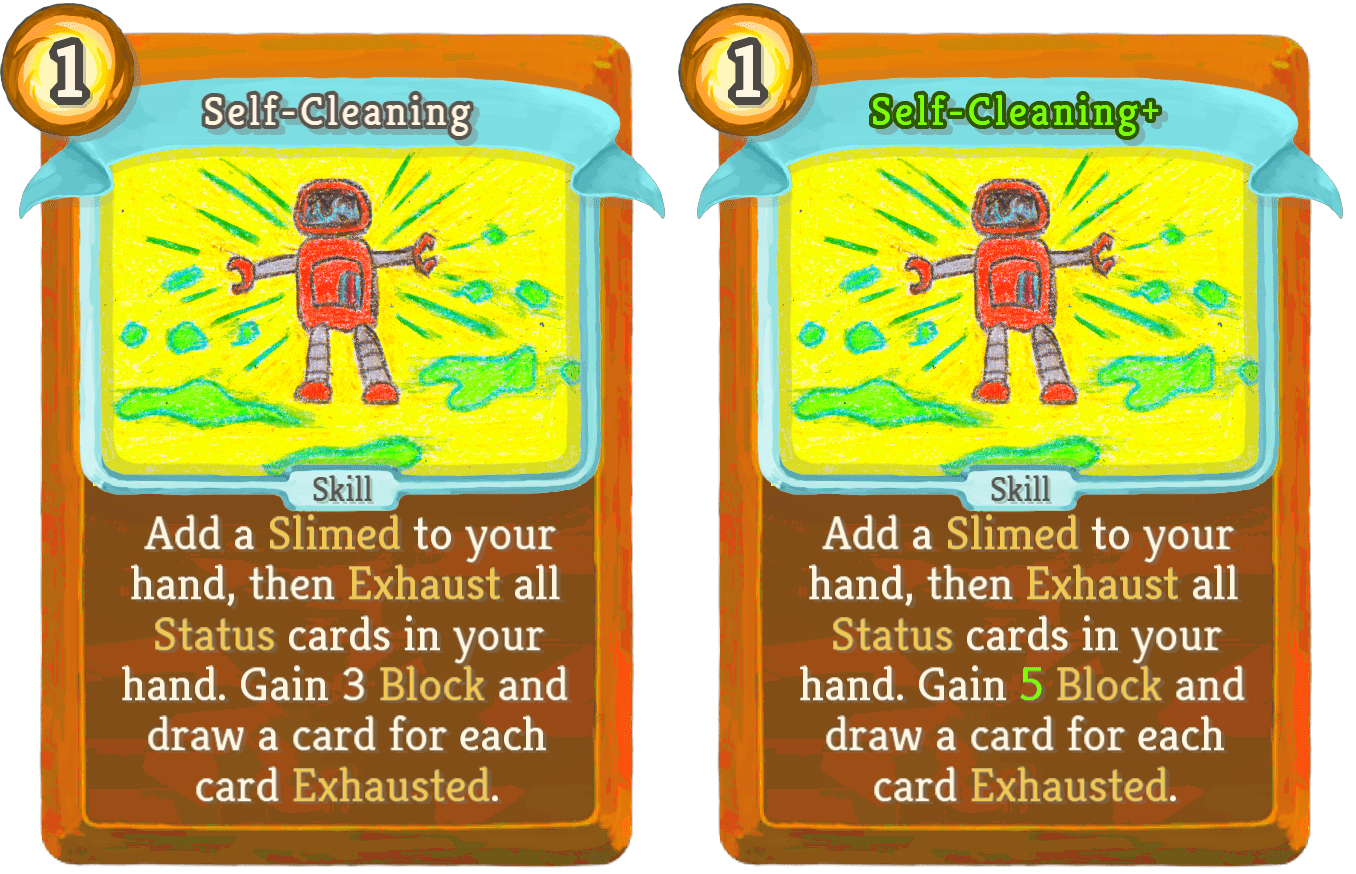 1
Self-Cleaning
Skill
Add a Slimed to your
hand, then Exhaust all
Status cards in your
hand. Gain 3 Block and
draw a card for each
card Exhausted.
1
Self-Cleaning+
Skill
Add a Slimed to your
hand, then Exhaust all
Status cards in your
hand. Gain 5 Block and
draw a card for each
card Exhausted.